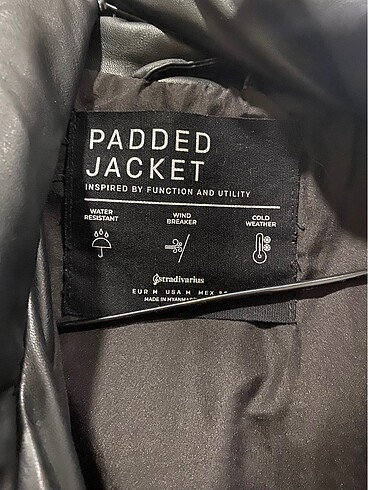 PADDED
JACKET
INSPIRED BY FUNCTION AND UTILITY
WATER
RESISTANT
WIND
BREAKER
COLD
WEATHER
stradivarius
EUR M USA M MEX
MADE IN MYANMAR